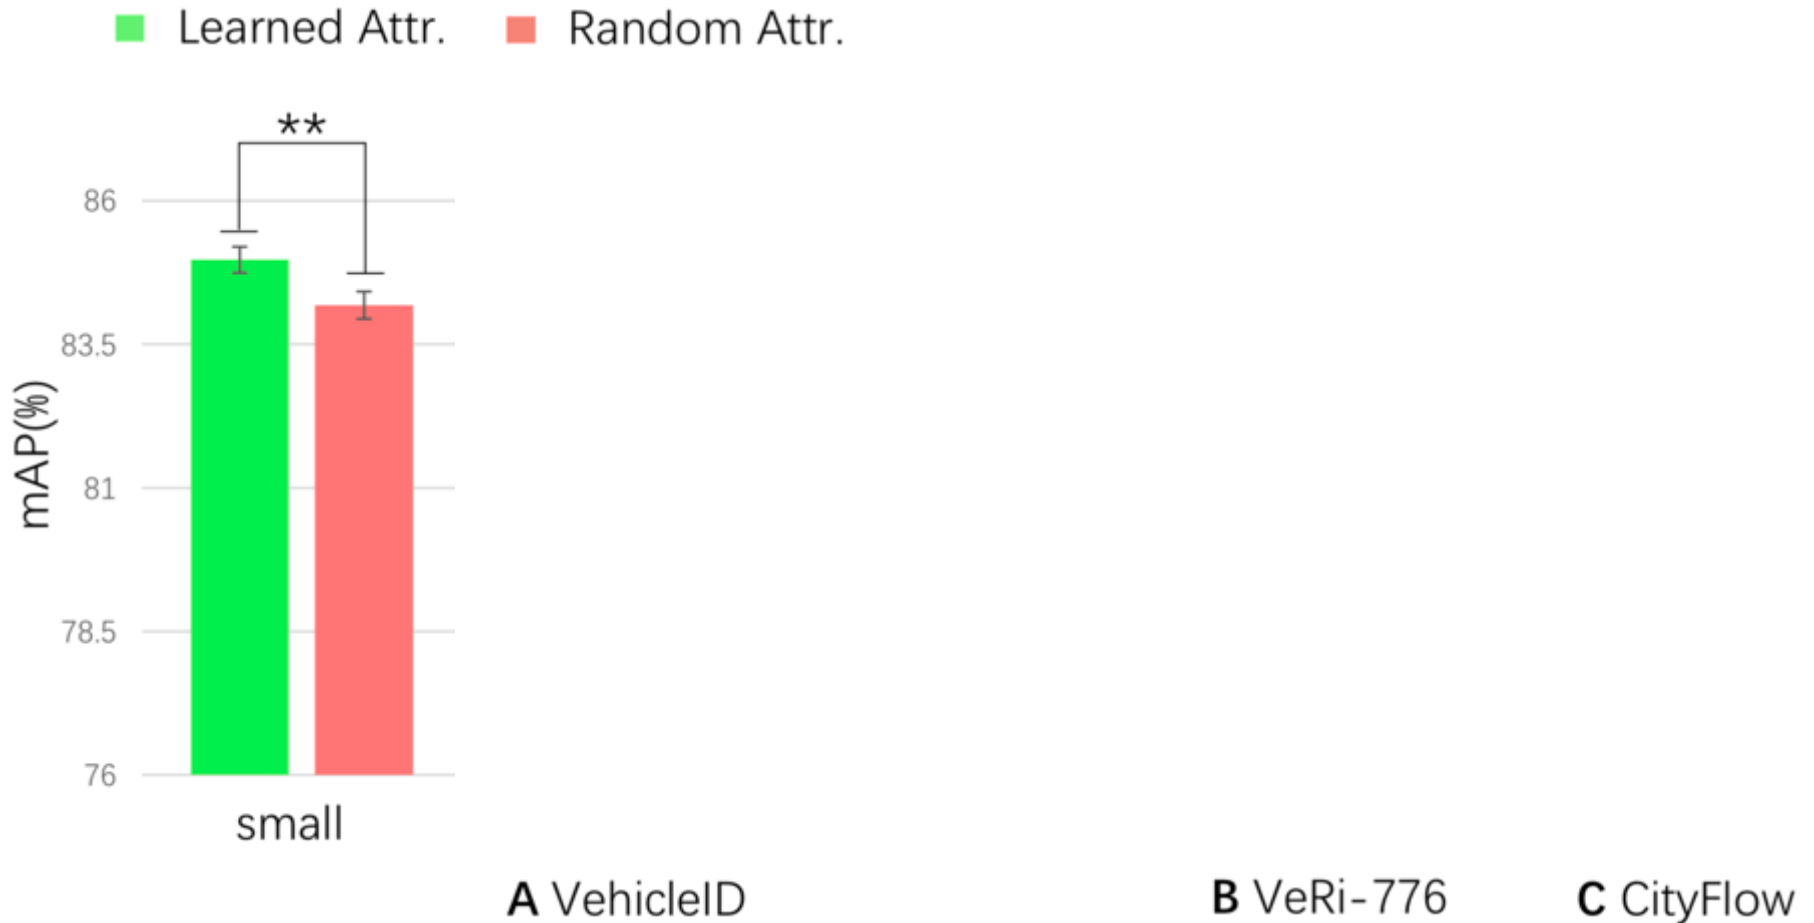 Learned Attr. Random Attr.
**
86
83.5
81
78.5
76
mAP(%)
small
A VehicleID B VeRi-776 C CityFlow